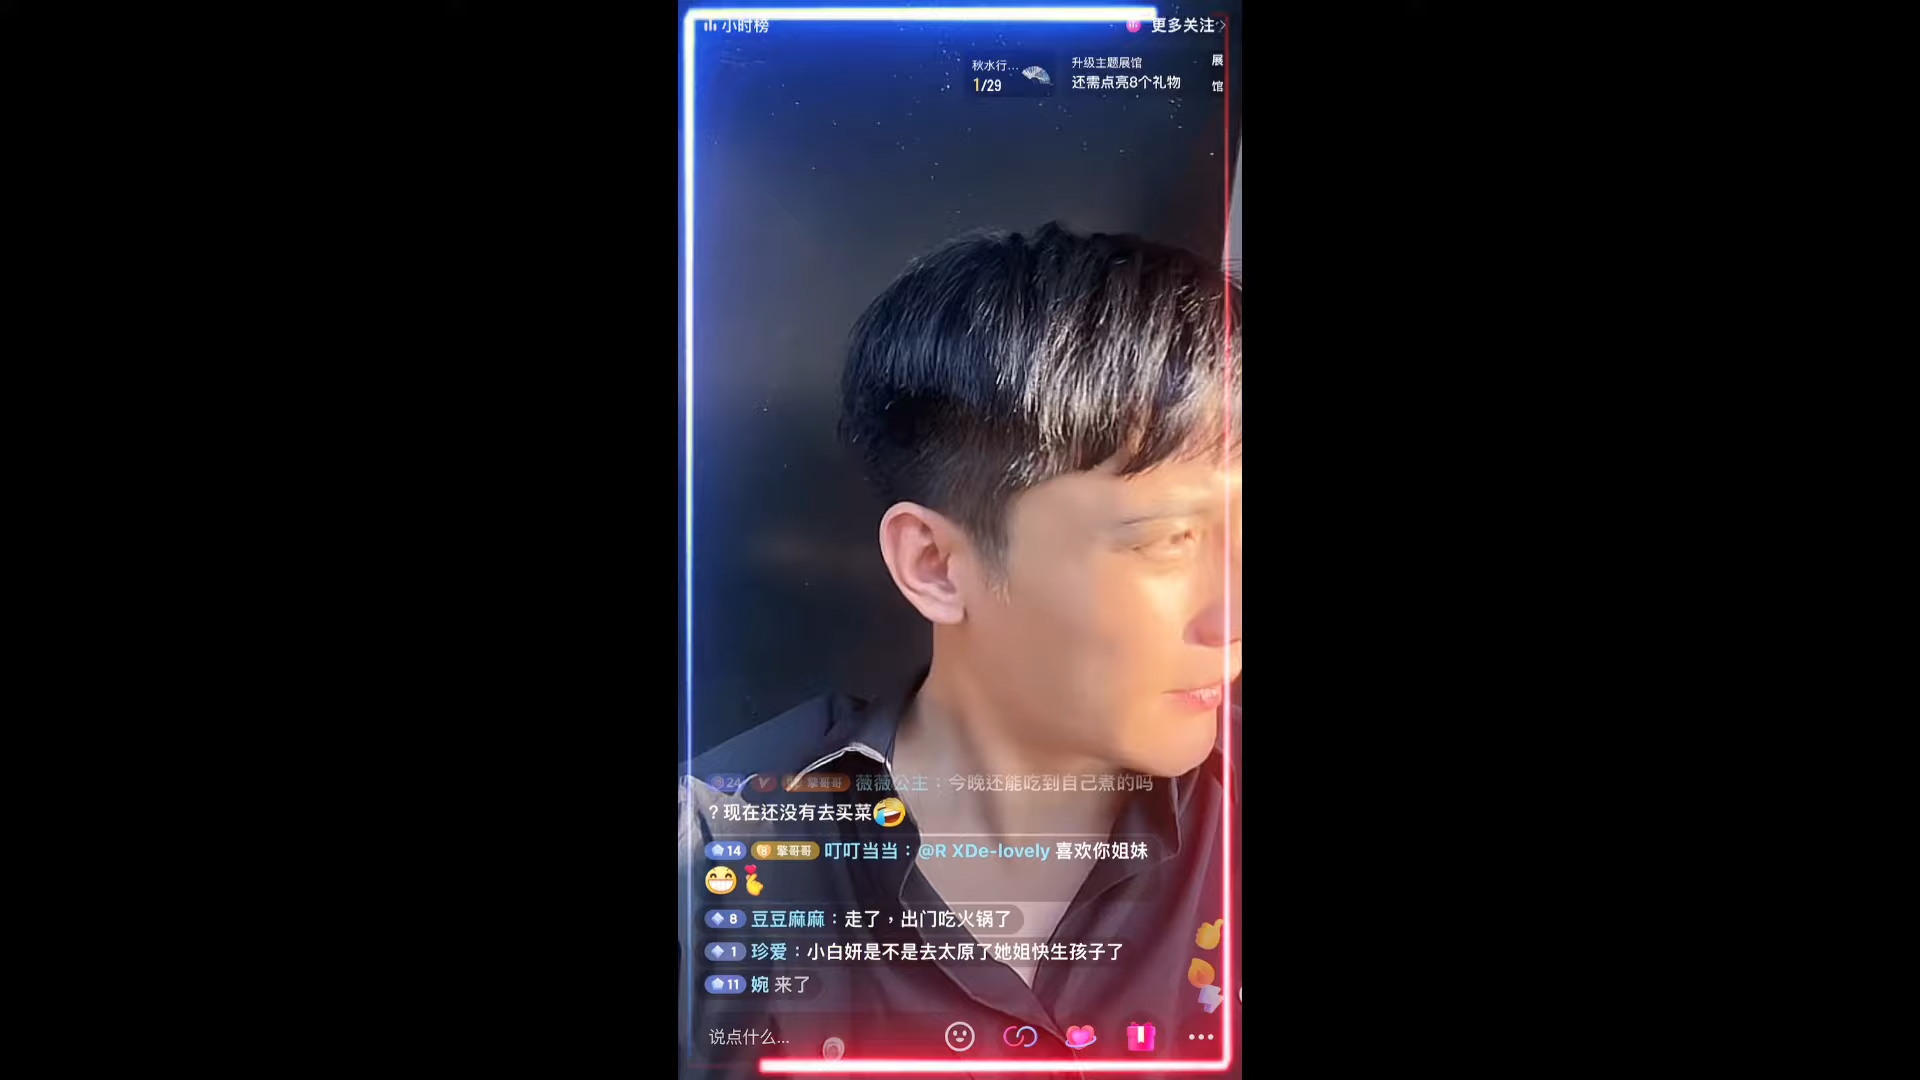 小时榜
更多关注
秋水行...
1/29
升级主题展馆
还需点亮8个礼物
展
馆
24 擎哥哥 薇薇公主：今晚还能吃到自己煮的吗
？现在还没有去买菜
14 8 擎哥哥 叮叮当当：@R XDe-lovely 喜欢你姐妹
8 豆豆麻麻：走了，出门吃火锅了
1 珍爱：小白妍是不是去太原了她姐快生孩子了
11 婉 来了
说点什么...